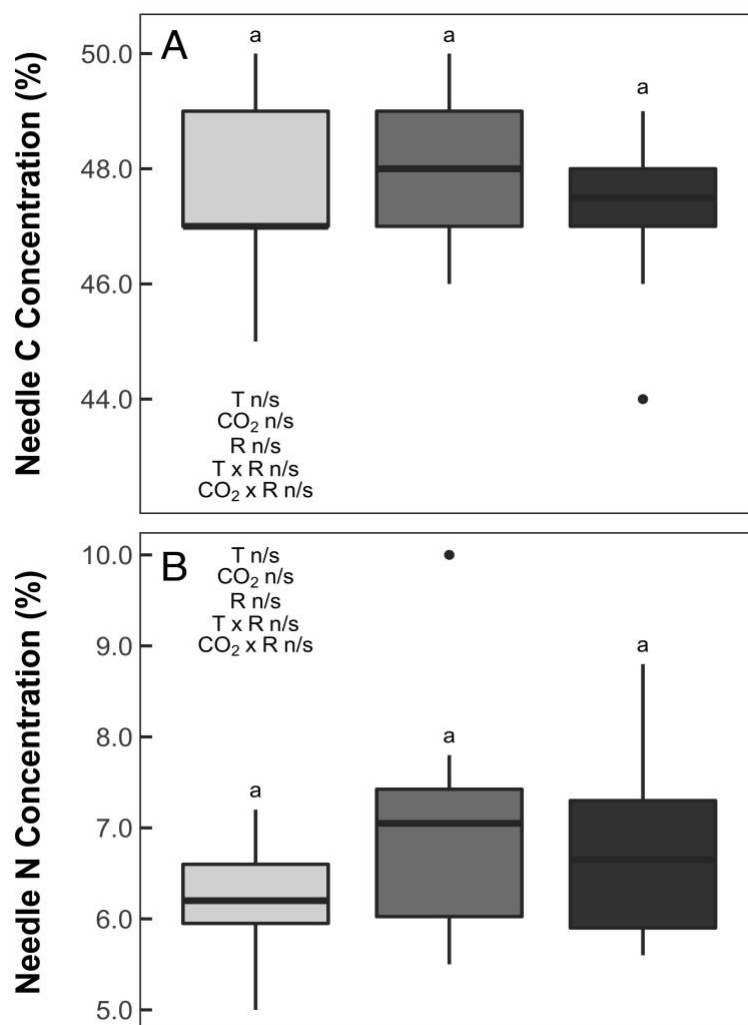 A
a
a
a
Needle C Concentration (%)
50.0
48.0
46.0
44.0
T n/s
CO₂ n/s
R n/s
T x R n/s
CO₂ x R n/s
B
T n/s
CO₂ n/s
R n/s
T x R n/s
CO₂ x R n/s
a
a
a
Needle N Concentration (%)
10.0
9.0
8.0
7.0
6.0
5.0